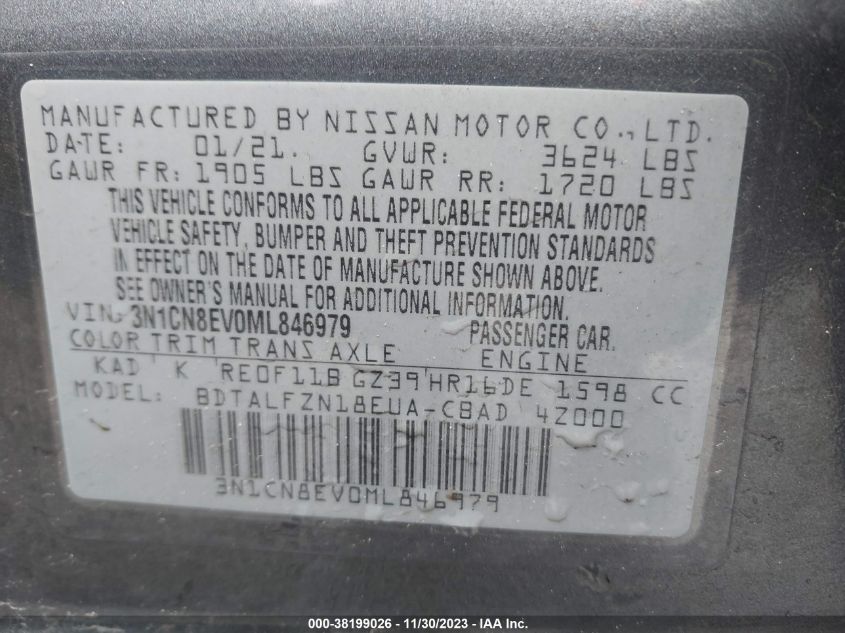 MANUFACTURED BY NISSAN MOTOR CO., LTD.
DATE: 01/21. GVWR: 3624 LBS
GAWR FR: 1905 LBS GAWR RR: 1720 LBS
THIS VEHICLE CONFORMS TO ALL APPLICABLE FEDERAL MOTOR
VEHICLE SAFETY, BUMPER AND THEFT PREVENTION STANDARDS
IN EFFECT ON THE DATE OF MANUFACTURE SHOWN ABOVE.
SEE OWNER'S MANUAL FOR ADDITIONAL INFORMATION.
VIN: 3N1CN8EV0ML846979 PASSENGER CAR.
COLOR TRIM TRANS AXLE ENGINE
KAD K RE0F11B GZ39 HR16DE 1598 CC
MODEL: BDTALFZN18EUA-CBAD 4Z000
3N1CN8EV0ML846979
000-38199026 - 11/30/2023 - IAA Inc.